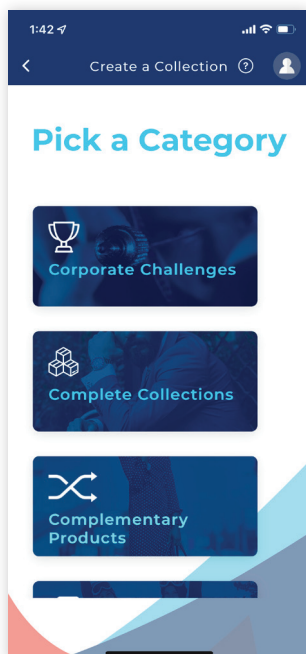 1:42
Create a Collection ?
Pick a Category
Corporate Challenges
Complete Collections
Complementary
Products